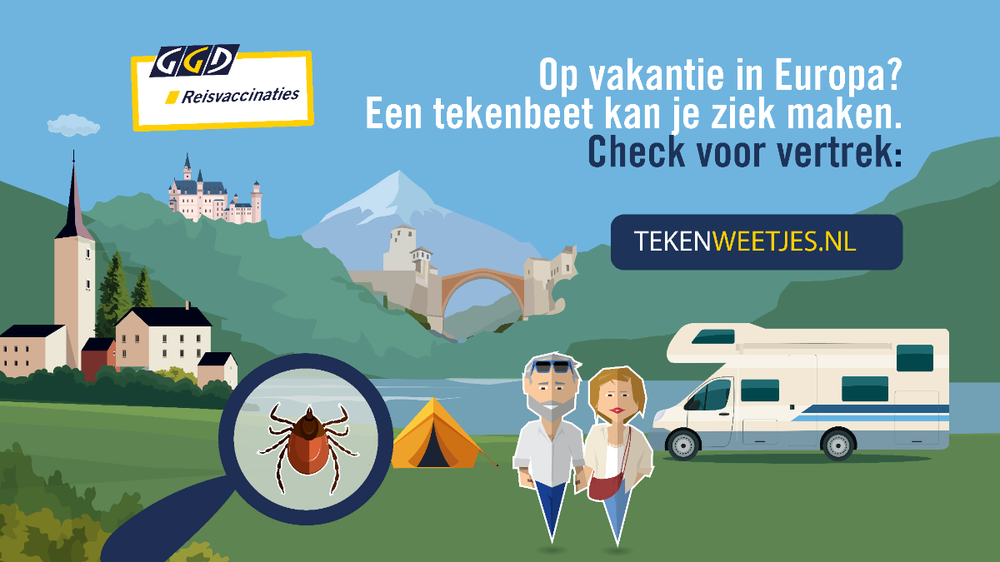 GGD
Reisvaccinaties
Op vakantie in Europa?
Een tekenbeet kan je ziek maken.
Check voor vertrek:
TEKENWEETJES.NL